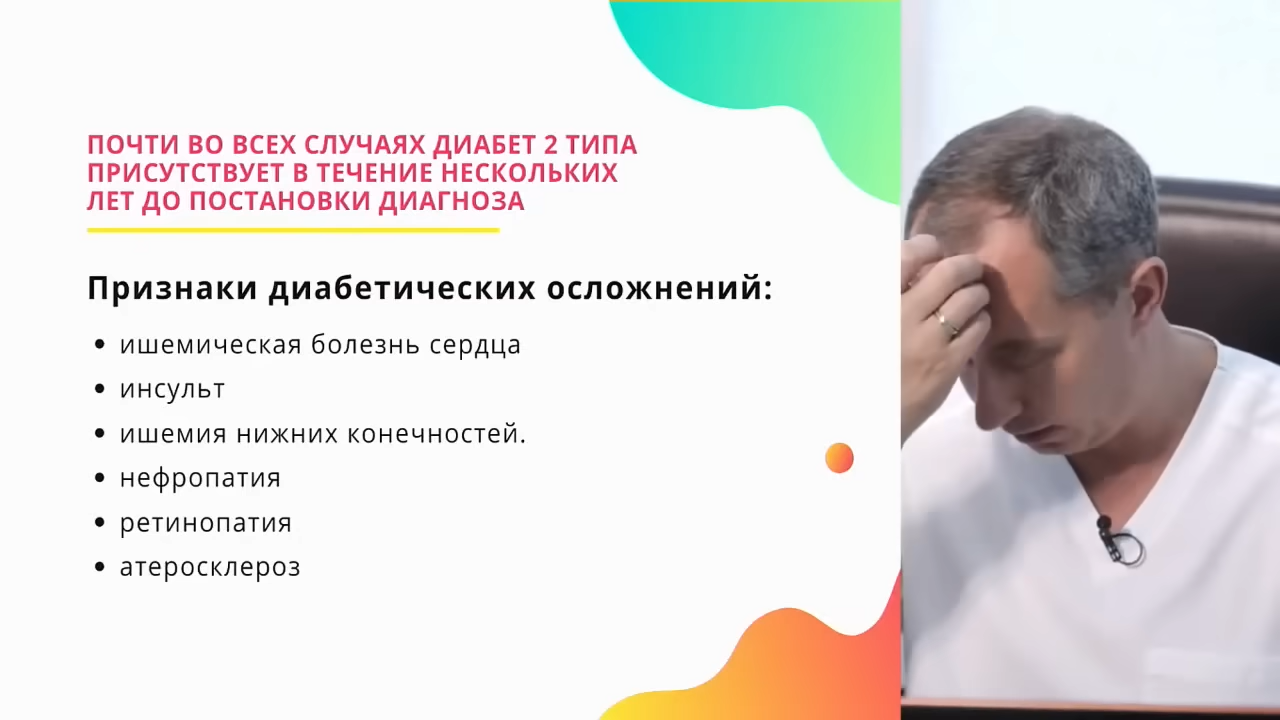 ПОЧТИ ВО ВСЕХ СЛУЧАЯХ ДИАБЕТ 2 ТИПА
ПРИСУТСТВУЕТ В ТЕЧЕНИЕ НЕСКОЛЬКИХ
ЛЕТ ДО ПОСТАНОВКИ ДИАГНОЗА
Признаки диабетических осложнений:
• ишемическая болезнь сердца
• инсульт
• ишемия нижних конечностей.
• нефропатия
• ретинопатия
• атеросклероз